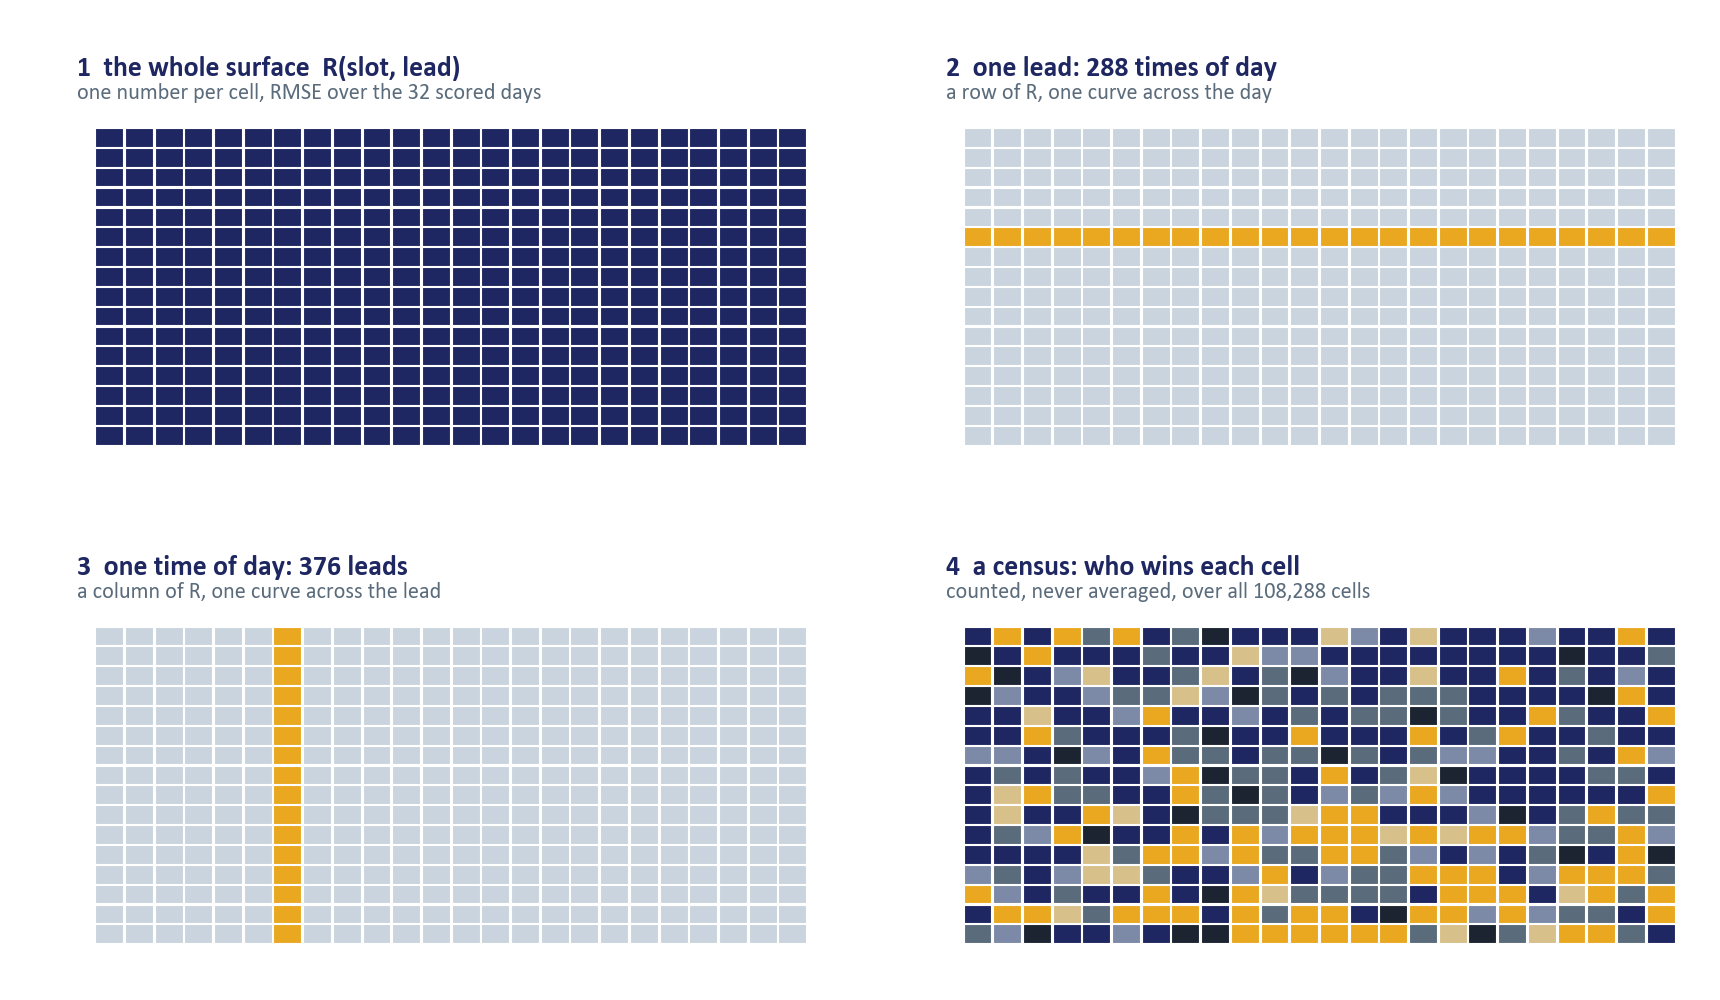 1  the whole surface  R(slot, lead)
one number per cell, RMSE over the 32 scored days
2  one lead: 288 times of day
a row of R, one curve across the day
3  one time of day: 376 leads
a column of R, one curve across the lead
4  a census: who wins each cell
counted, never averaged, over all 108,288 cells